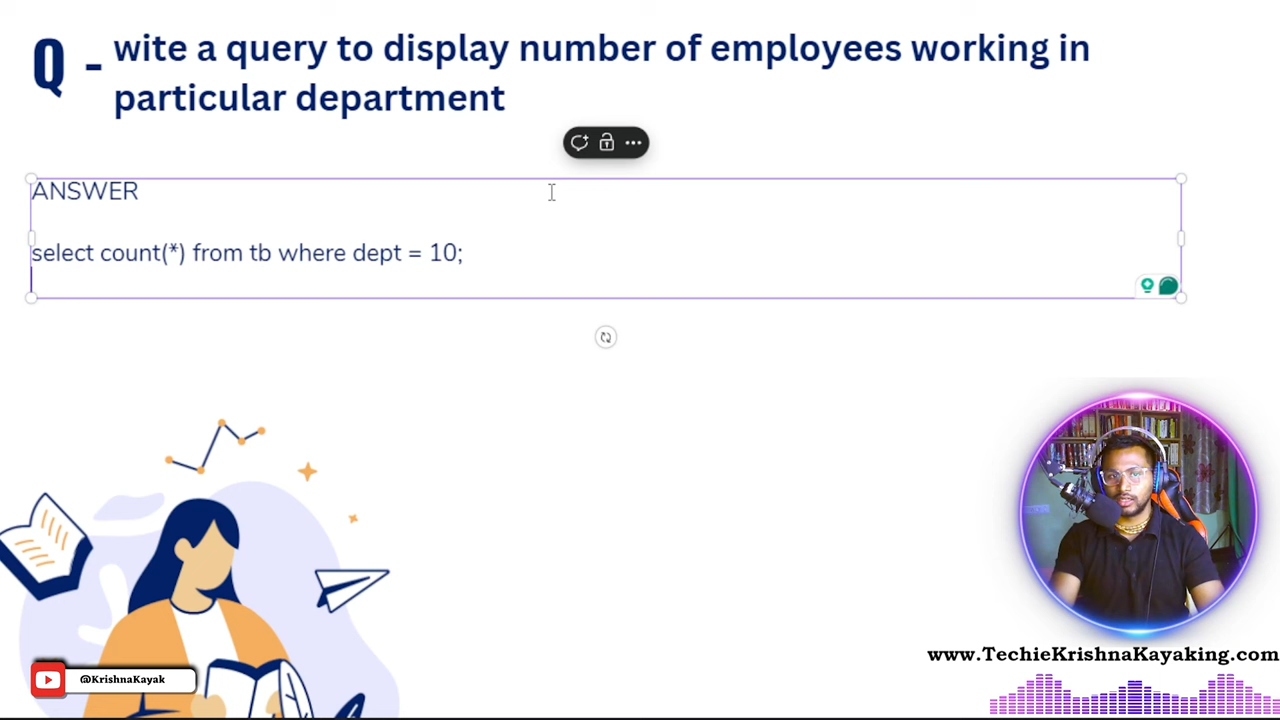 Q - wite a query to display number of employees working in
particular department
ANSWER
select count(*) from tb where dept = 10;
@KrishnaKayak
www.TechieKrishnaKayaking.com